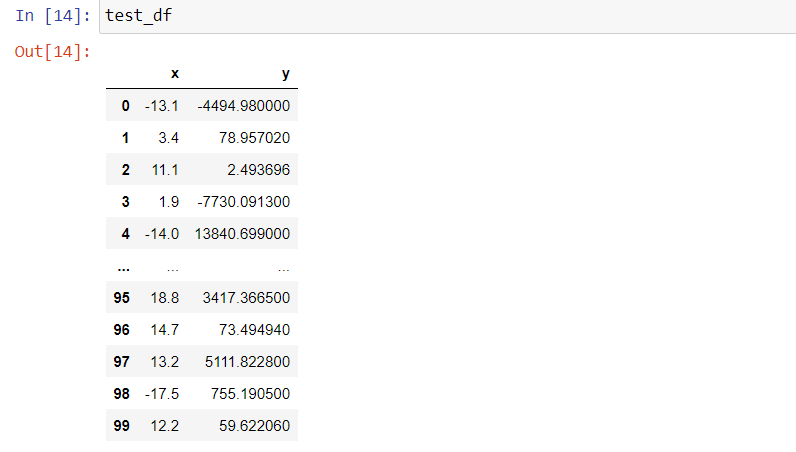 In [14]: test_df
Out[14]:
x y
0 -13.1 -4494.980000
1 3.4 78.957020
2 11.1 2.493696
3 1.9 -7730.091300
4 -14.0 13840.699000
... ... ...
95 18.8 3417.366500
96 14.7 73.494940
97 13.2 5111.822800
98 -17.5 755.190500
99 12.2 59.622060